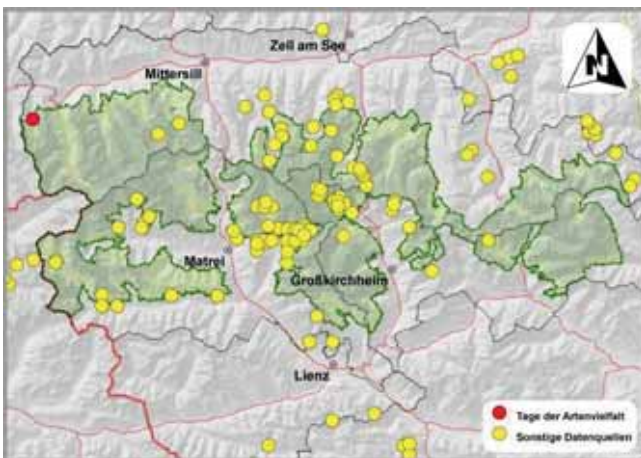 Zell am See
Mittersill
N
Matrei
Großkirchheim
Lienz
Tage der Artenvielfalt
Sonstige Datenquellen